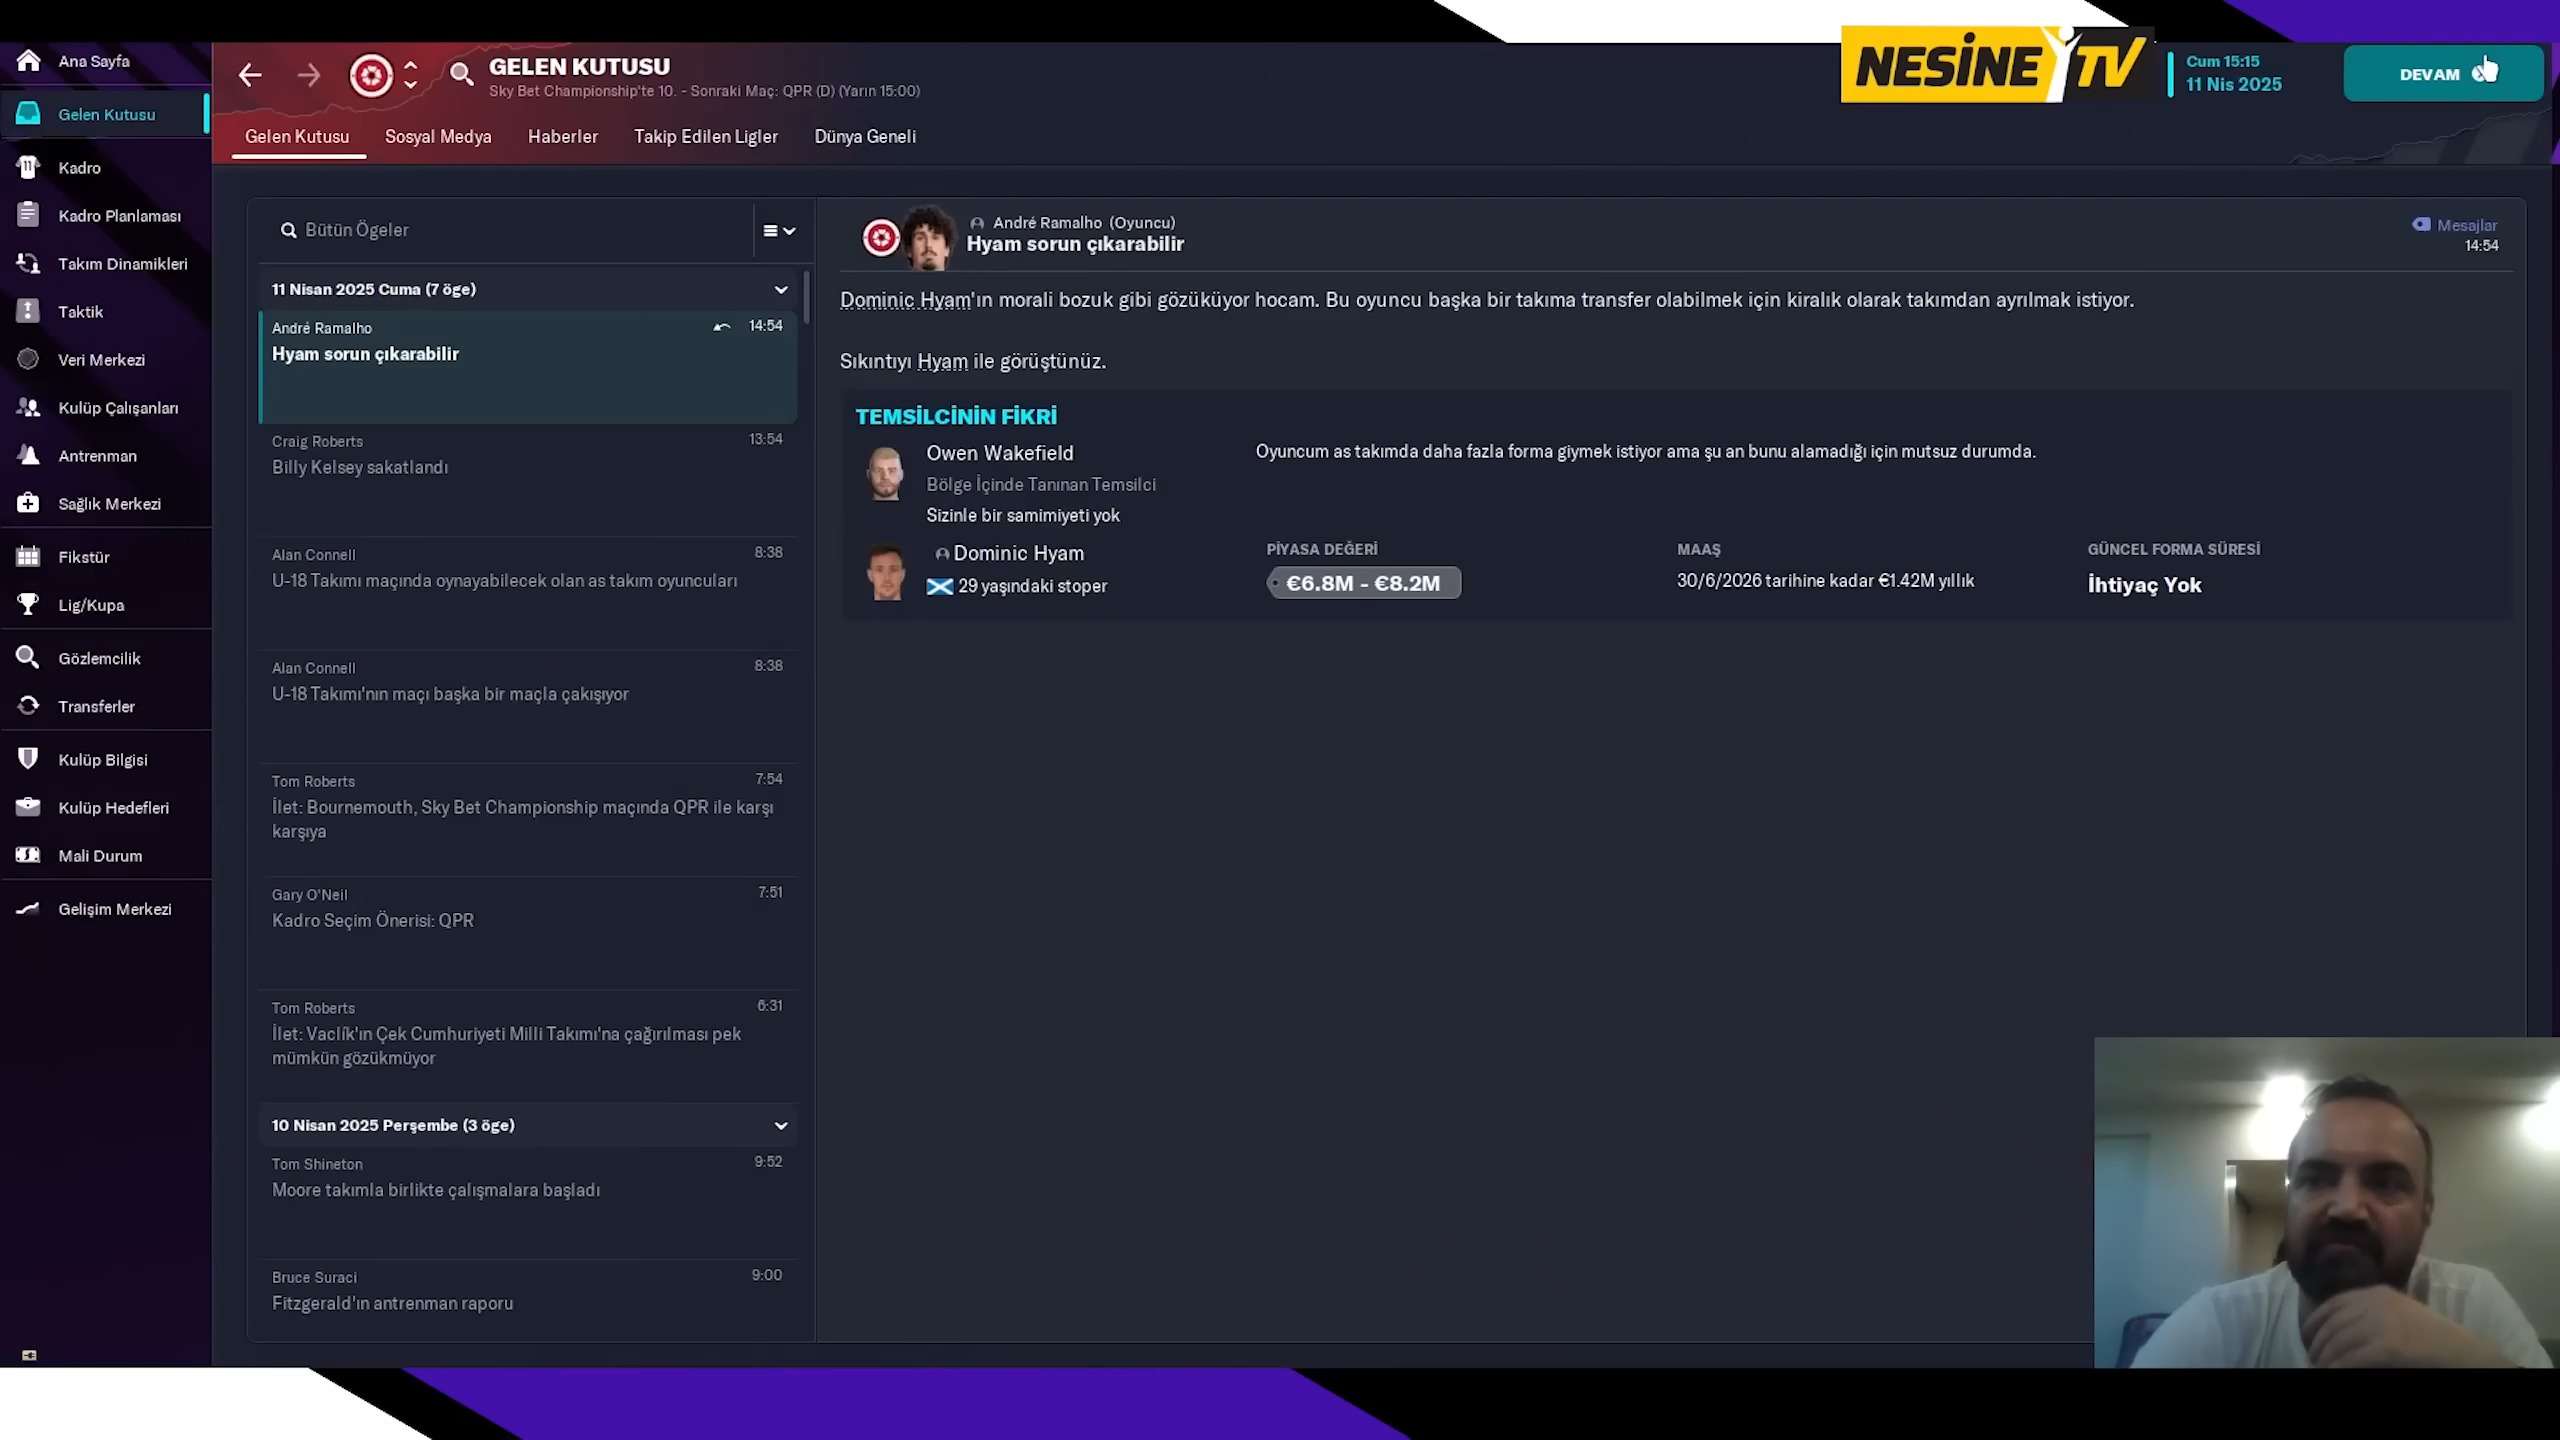 NESİNE TV
Ana Sayfa
Gelen Kutusu
Kadro
Kadro Planlaması
Takım Dinamikleri
Taktik
Veri Merkezi
Kulüp Çalışanları
Antrenman
Sağlık Merkezi
Fikstür
Lig/Kupa
Gözlemcilik
Transferler
Kulüp Bilgisi
Kulüp Hedefleri
Mali Durum
Gelişim Merkezi
GELEN KUTUSU
Sky Bet Championship'te 10. - Sonraki Maç: QPR (D) (Yarın 15:00)
Cum 15:15
11 Nis 2025
DEVAM
Gelen Kutusu Sosyal Medya Haberler Takip Edilen Ligler Dünya Geneli
Bütün Ögeler
11 Nisan 2025 Cuma (7 öge)
André Ramalho 14:54
Hyam sorun çıkarabilir
Craig Roberts 13:54
Billy Kelsey sakatlandı
Alan Connell 8:38
U-18 Takımı maçında oynayabilecek olan as takım oyuncuları
Alan Connell 8:38
U-18 Takımı'nın maçı başka bir maçla çakışıyor
Tom Roberts 7:54
İlet: Bournemouth, Sky Bet Championship maçında QPR ile karşı
karşıya
Gary O'Neil 7:51
Kadro Seçim Önerisi: QPR
Tom Roberts 6:31
İlet: Vaclík'ın Çek Cumhuriyeti Milli Takımı'na çağırılması pek
mümkün gözükmüyor
10 Nisan 2025 Perşembe (3 öge)
Tom Shineton 9:52
Moore takımla birlikte çalışmalara başladı
Bruce Suraci 9:00
Fitzgerald'ın antrenman raporu
André Ramalho (Oyuncu)
Hyam sorun çıkarabilir
Mesajlar
14:54
Dominic Hyam'ın morali bozuk gibi gözüküyor hocam. Bu oyuncu başka bir takıma transfer olabilmek için kiralık olarak takımdan ayrılmak istiyor.
Sıkıntıyı Hyam ile görüştünüz.
TEMSİLCİNİN FİKRİ
Owen Wakefield
Bölge İçinde Tanınan Temsilci
Sizinle bir samimiyeti yok
Oyuncum as takımda daha fazla forma giymek istiyor ama şu an bunu alamadığı için mutsuz durumda.
Dominic Hyam
29 yaşındaki stoper
PİYASA DEĞERİ
€6.8M - €8.2M
MAAŞ
30/6/2026 tarihine kadar €1.42M yıllık
GÜNCEL FORMA SÜRESİ
İhtiyaç Yok